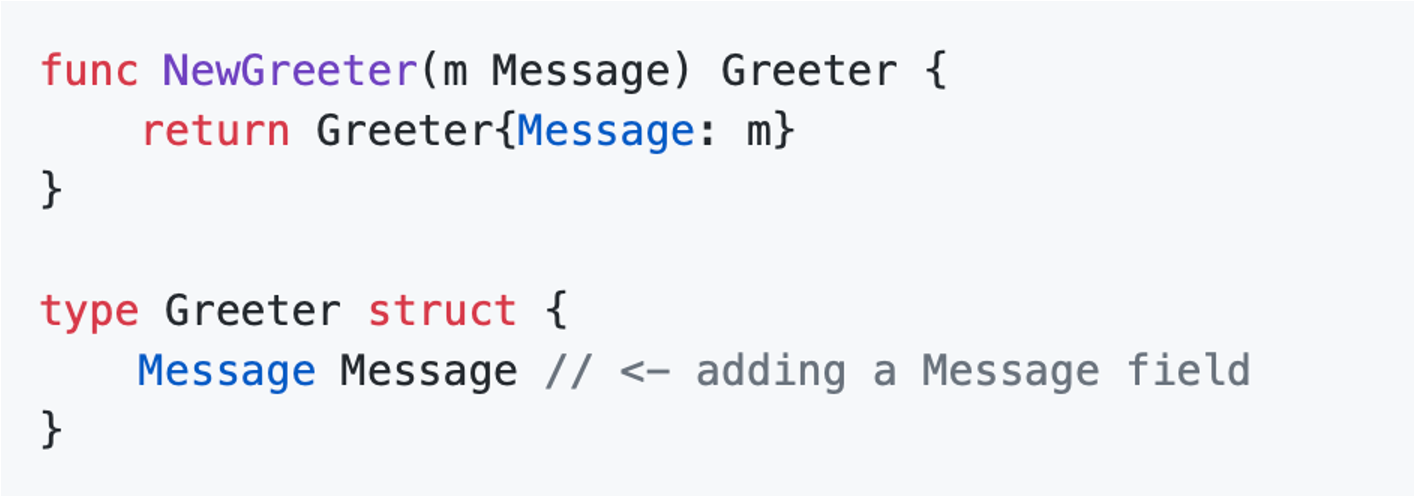 func NewGreeter(m Message) Greeter {
    return Greeter{Message: m}
}

type Greeter struct {
    Message Message // <- adding a Message field
}